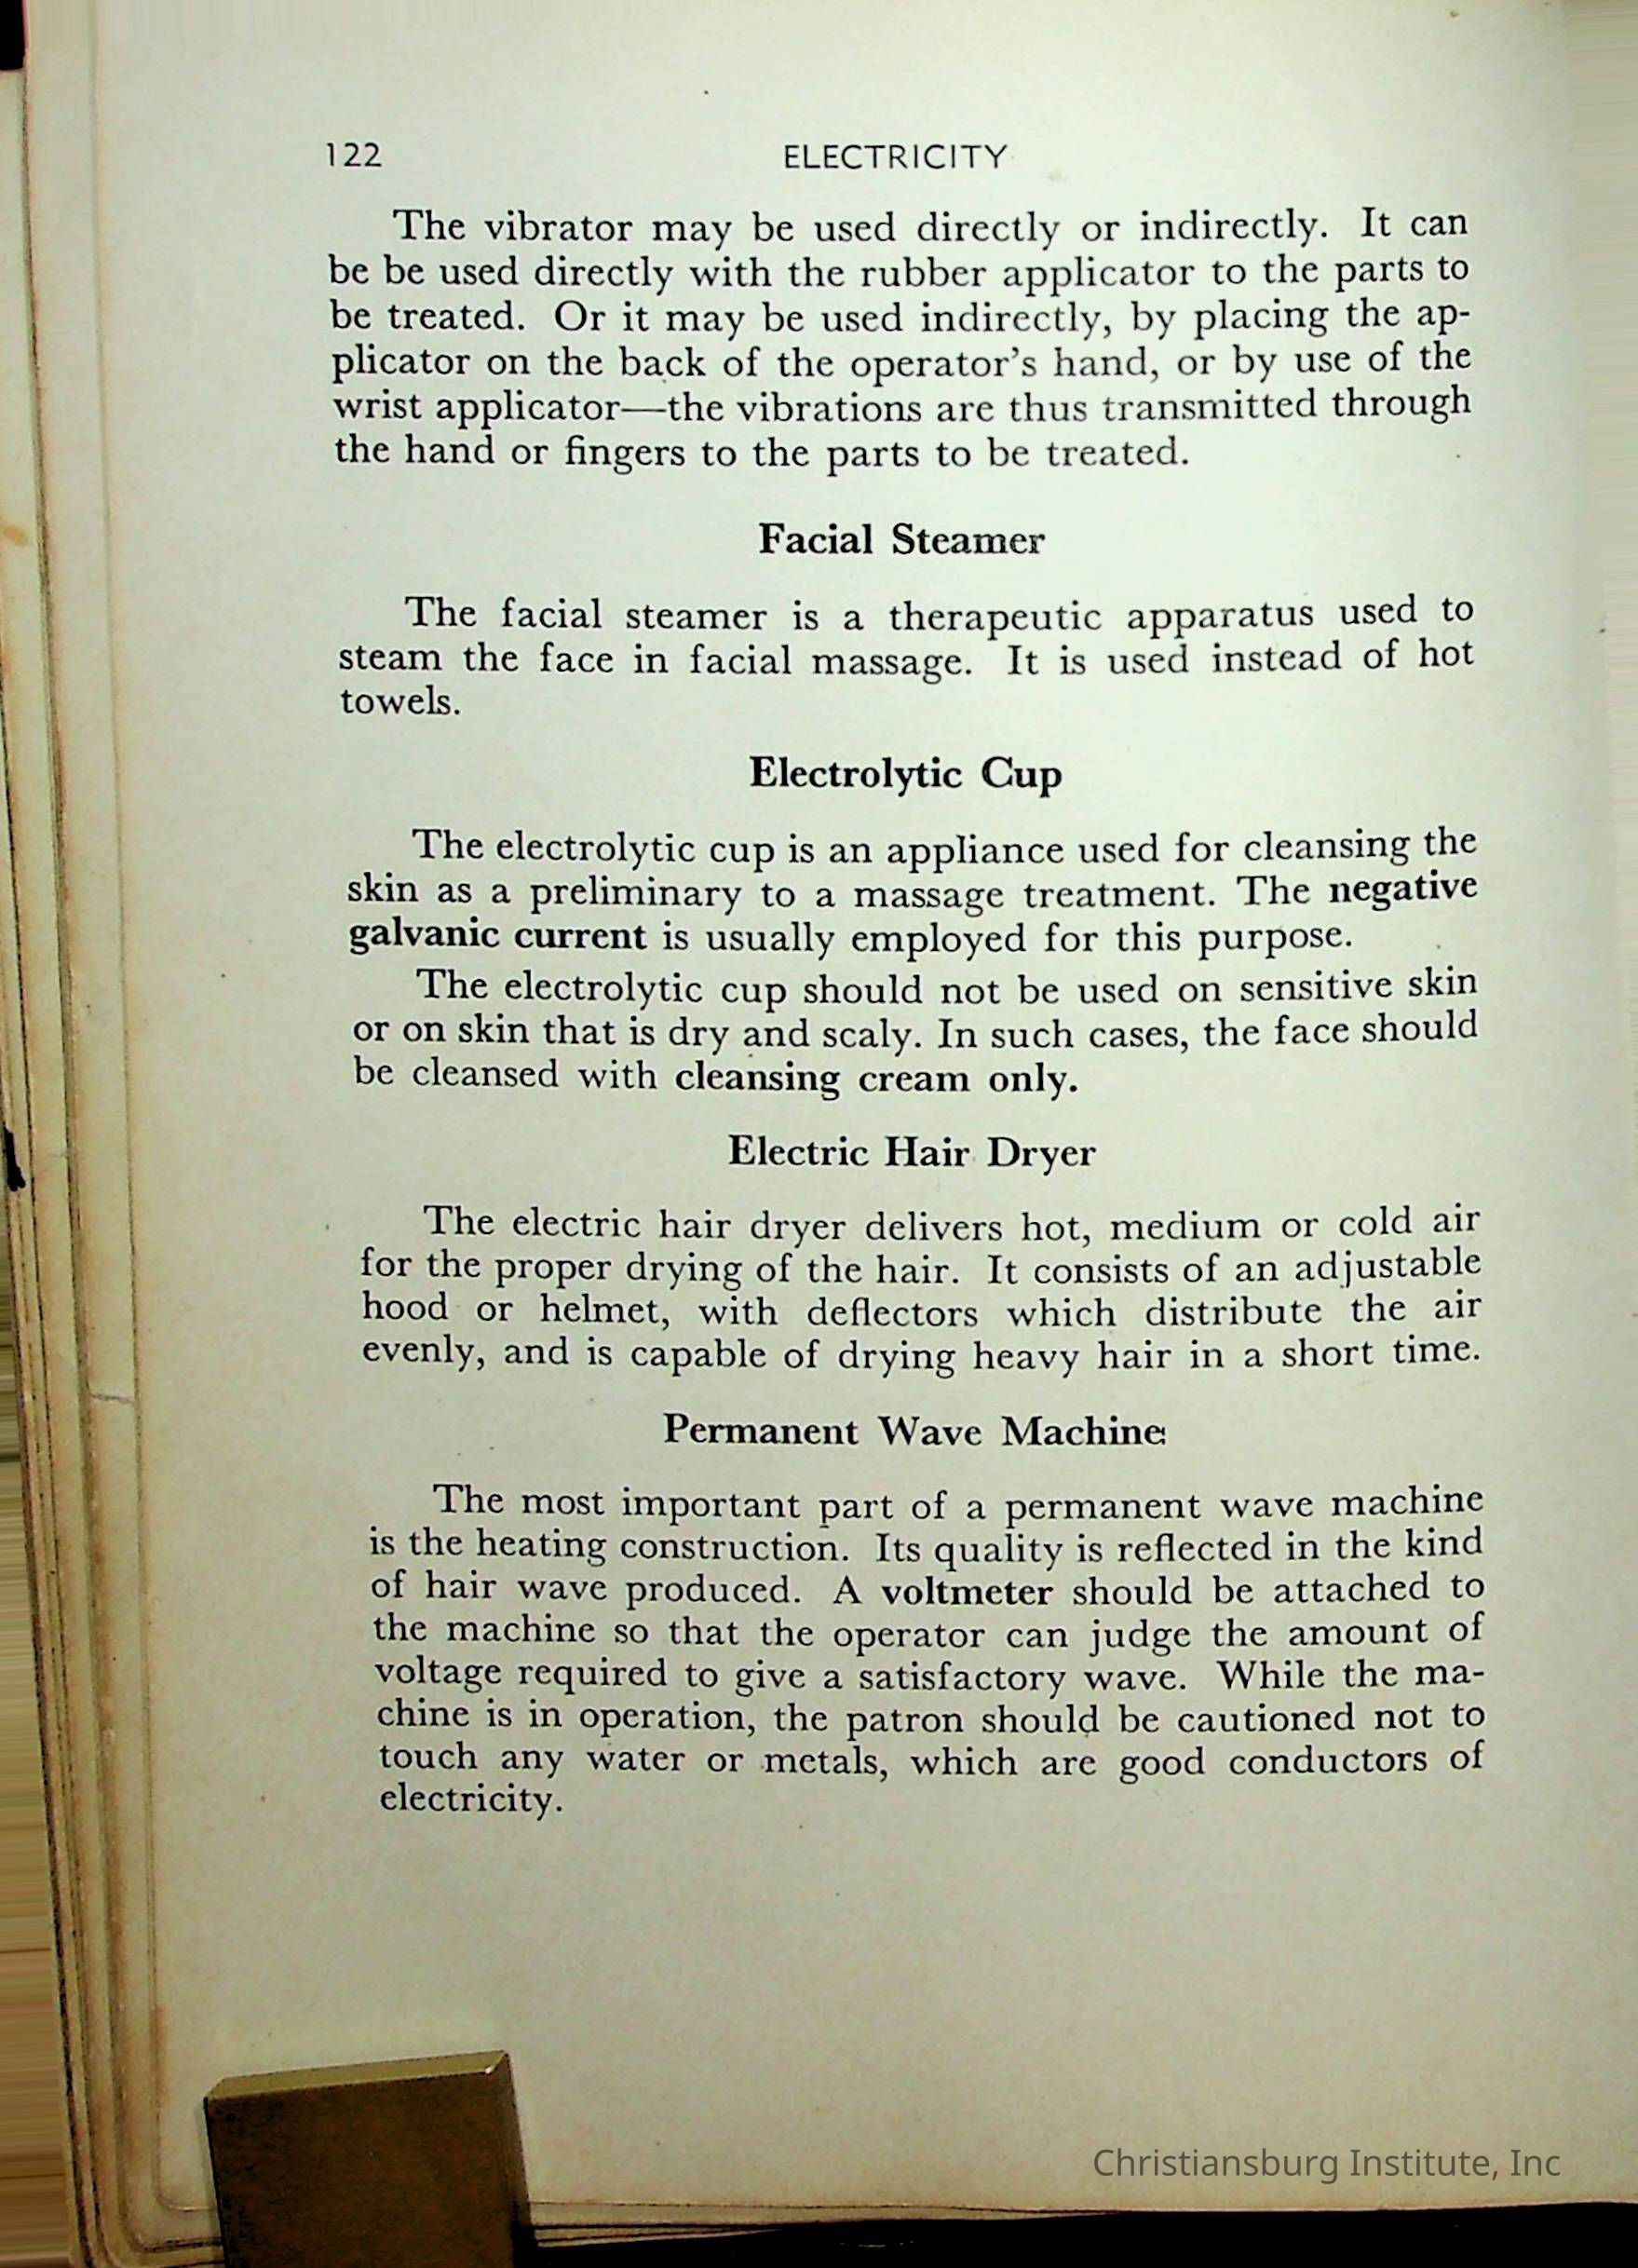 122 ELECTRICITY
The vibrator may be used directly or indirectly. It can
be be used directly with the rubber applicator to the parts to
be treated. Or it may be used indirectly, by placing the ap-
plicator on the back of the operator's hand, or by use of the
wrist applicator—the vibrations are thus transmitted through
the hand or fingers to the parts to be treated.
Facial Steamer
The facial steamer is a therapeutic apparatus used to
steam the face in facial massage. It is used instead of hot
towels.
Electrolytic Cup
The electrolytic cup is an appliance used for cleansing the
skin as a preliminary to a massage treatment. The negative
galvanic current is usually employed for this purpose.
The electrolytic cup should not be used on sensitive skin
or on skin that is dry and scaly. In such cases, the face should
be cleansed with cleansing cream only.
Electric Hair Dryer
The electric hair dryer delivers hot, medium or cold air
for the proper drying of the hair. It consists of an adjustable
hood or helmet, with deflectors which distribute the air
evenly, and is capable of drying heavy hair in a short time.
Permanent Wave Machine
The most important part of a permanent wave machine
is the heating construction. Its quality is reflected in the kind
of hair wave produced. A voltmeter should be attached to
the machine so that the operator can judge the amount of
voltage required to give a satisfactory wave. While the ma-
chine is in operation, the patron should be cautioned not to
touch any water or metals, which are good conductors of
electricity.
Christiansburg Institute, Inc